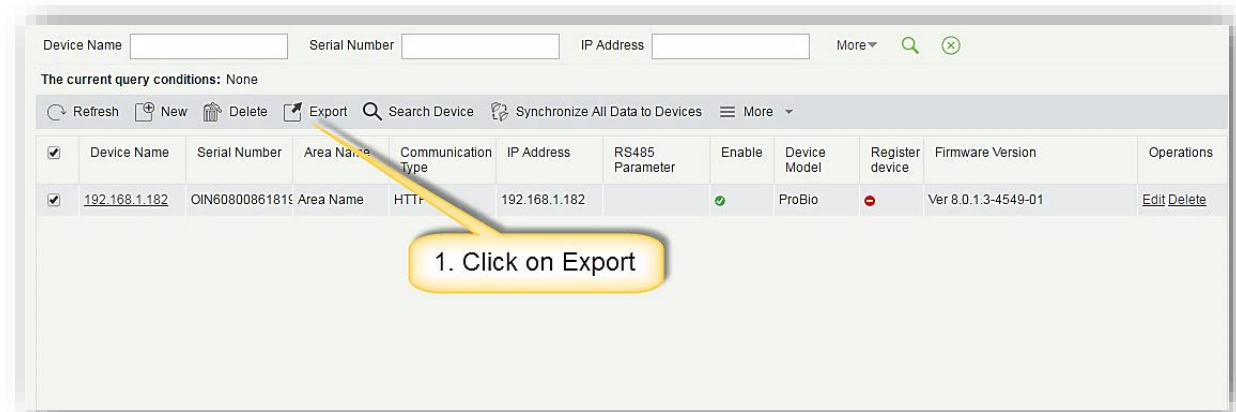 Device Name Serial Number IP Address More
The current query conditions: None
Refresh New Delete Export Search Device Synchronize All Data to Devices More
Device Name Serial Number Area Name Communication Type IP Address RS485 Parameter Enable Device Model Register device Firmware Version Operations
192.168.1.182 OIN60800861819 Area Name HTTP 192.168.1.182 ProBio Ver 8.0.1.3-4549-01 Edit Delete
1. Click on Export